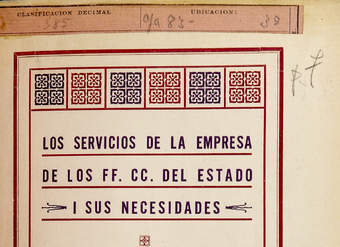 CLASIFICACION DECIMAL
UBICACION:
385
LOS SERVICIOS DE LA EMPRESA
DE LOS FF. CC. DEL ESTADO
I SUS NECESIDADES